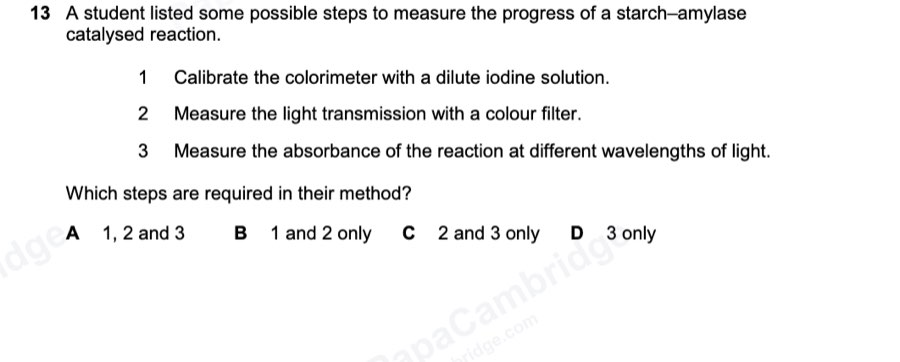 13 A student listed some possible steps to measure the progress of a starch–amylase
catalysed reaction.
1 Calibrate the colorimeter with a dilute iodine solution.
2 Measure the light transmission with a colour filter.
3 Measure the absorbance of the reaction at different wavelengths of light.
Which steps are required in their method?
A 1, 2 and 3 B 1 and 2 only C 2 and 3 only D 3 only